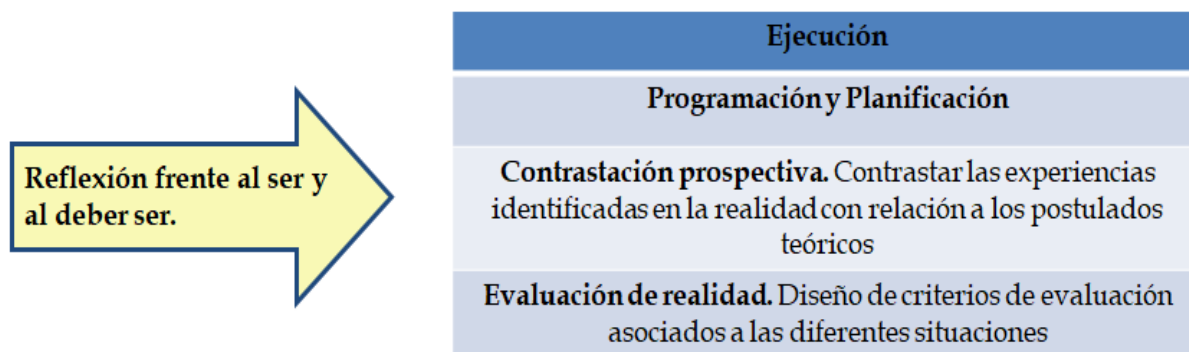 Reflexión frente al ser y
al deber ser.
Ejecución
Programación y Planificación
Contrastación prospectiva. Contrastar las experiencias
identificadas en la realidad con relación a los postulados
teóricos
Evaluación de realidad. Diseño de criterios de evaluación
asociados a las diferentes situaciones